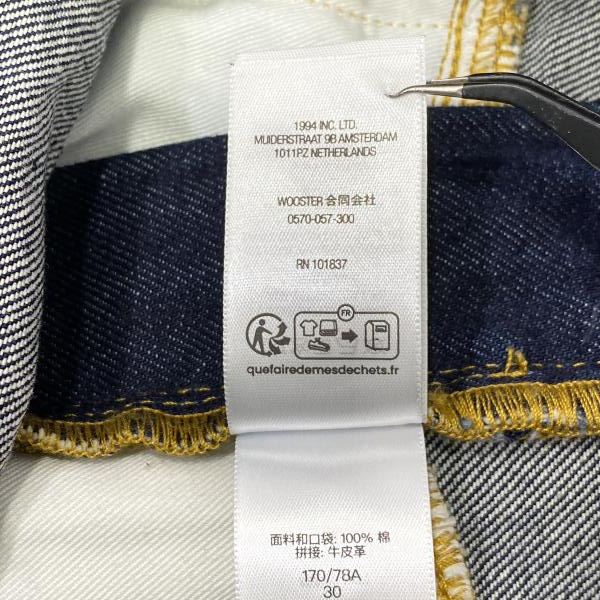 1994 INC. LTD.
MUIDERSTRAAT 9B AMSTERDAM
1011PZ NETHERLANDS
WOOSTER 合同会社
0570-057-300
RN 101837
FR
quefairedemesdechets.fr
面料和口袋: 100% 棉
拼接: 牛皮革
170/78A
30